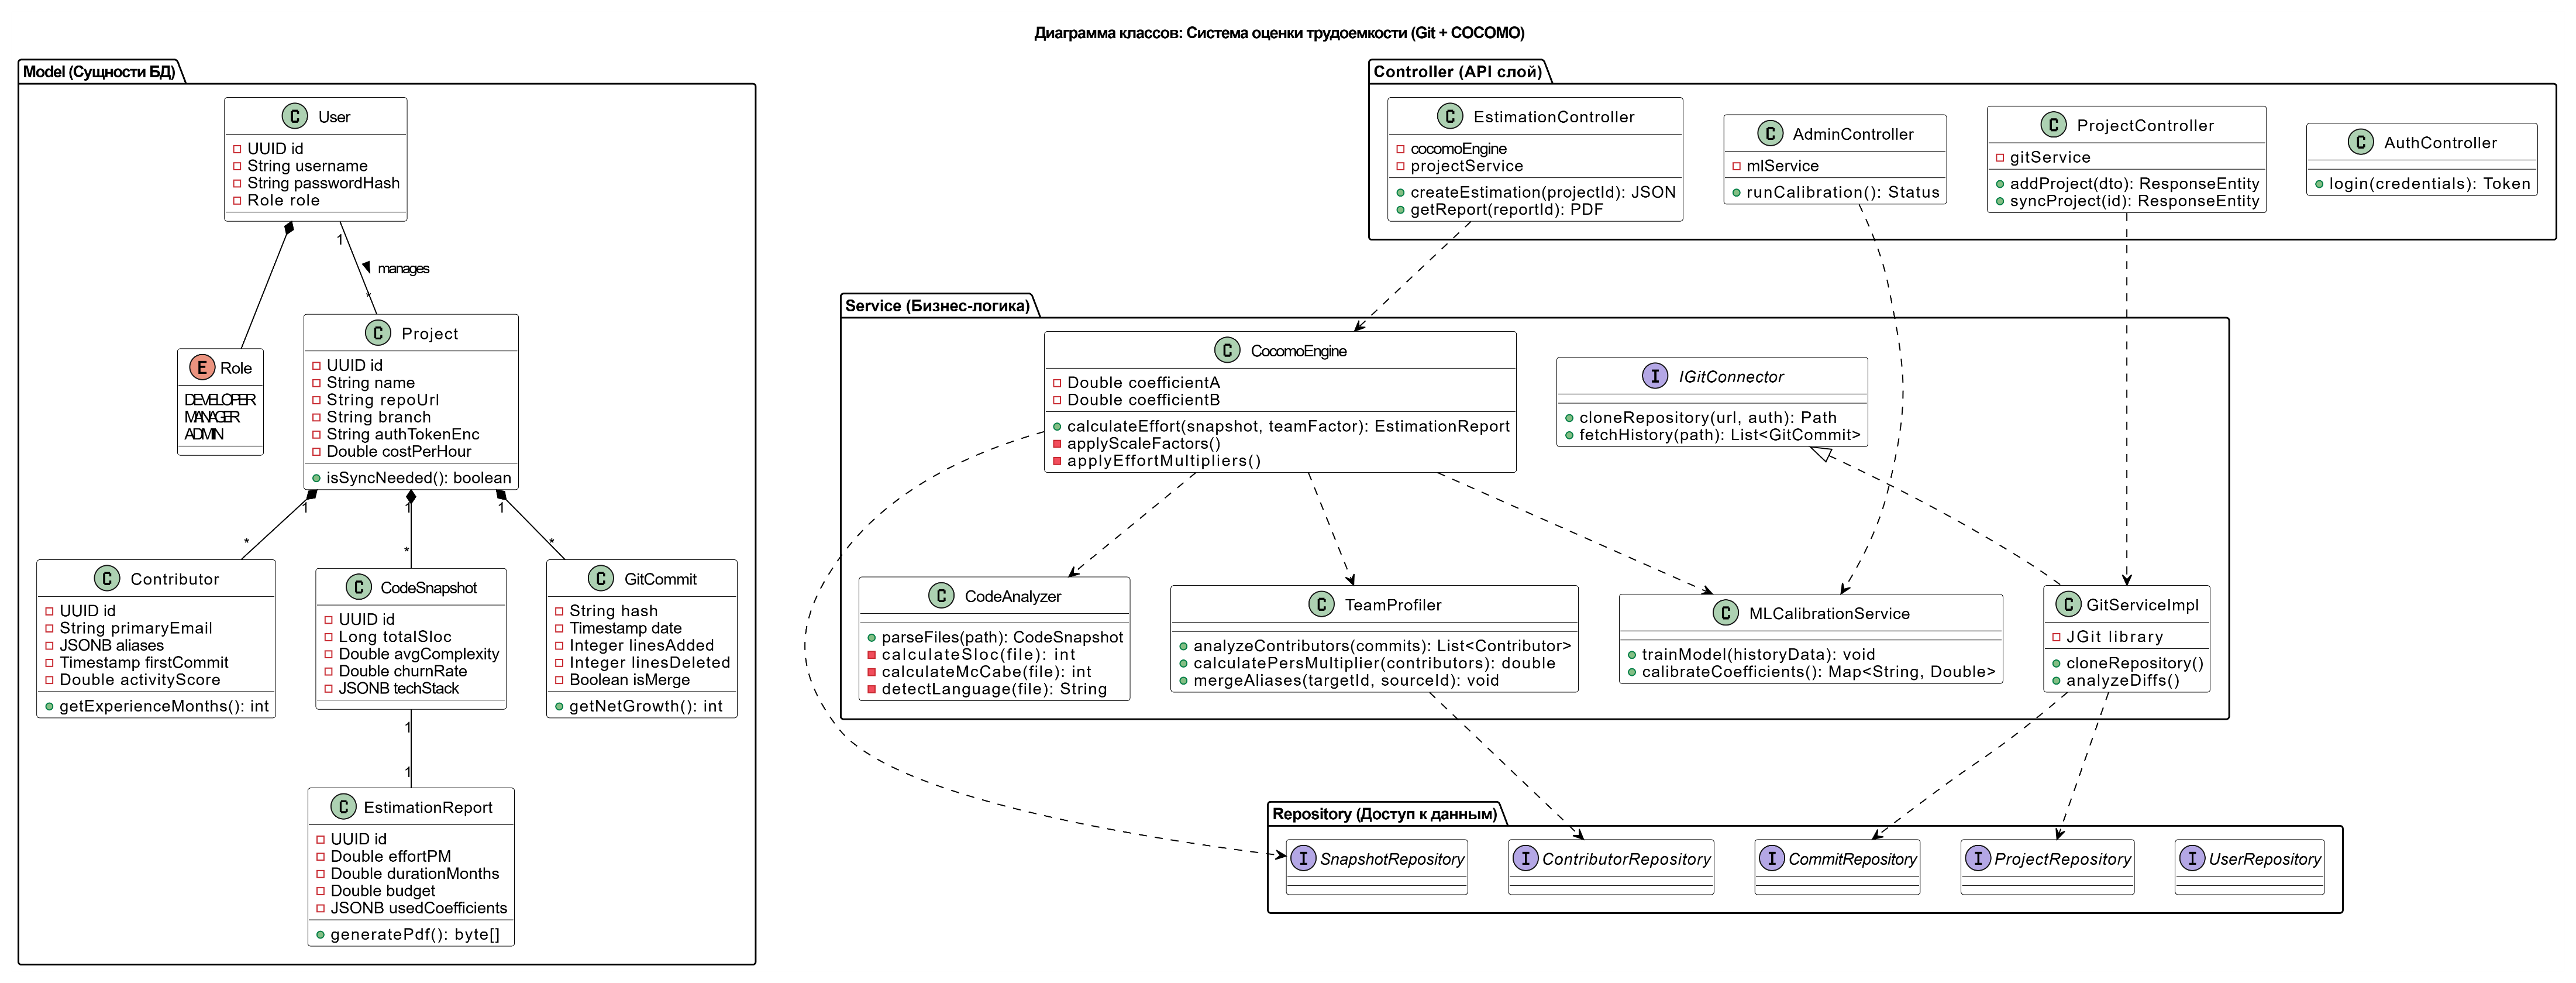 Диаграмма классов: Система оценки трудоемкости (Git + COCOMO)
Model (Сущности БД)
User
UUID id
String username
String passwordHash
Role role
1
manages
*
Role
DEVELOPER
MANAGER
ADMIN
Project
UUID id
String name
String repoUrl
String branch
String authTokenEnc
Double costPerHour
isSyncNeeded(): boolean
1
1
1
*
*
*
Contributor
UUID id
String primaryEmail
JSONB aliases
Timestamp firstCommit
Double activityScore
getExperienceMonths(): int
CodeSnapshot
UUID id
Long totalSloc
Double avgComplexity
Double churnRate
JSONB techStack
GitCommit
String hash
Timestamp date
Integer linesAdded
Integer linesDeleted
Boolean isMerge
getNetGrowth(): int
1
1
EstimationReport
UUID id
Double effortPM
Double durationMonths
Double budget
JSONB usedCoefficients
generatePdf(): byte[]
Controller (API слой)
EstimationController
cocomoEngine
projectService
createEstimation(projectId): JSON
getReport(reportId): PDF
AdminController
mlService
runCalibration(): Status
ProjectController
gitService
addProject(dto): ResponseEntity
syncProject(id): ResponseEntity
AuthController
login(credentials): Token
Service (Бизнес-логика)
CocomoEngine
Double coefficientA
Double coefficientB
calculateEffort(snapshot, teamFactor): EstimationReport
applyScaleFactors()
applyEffortMultipliers()
IGitConnector
cloneRepository(url, auth): Path
fetchHistory(path): List<GitCommit>
CodeAnalyzer
parseFiles(path): CodeSnapshot
calculateSloc(file): int
calculateMcCabe(file): int
detectLanguage(file): String
TeamProfiler
analyzeContributors(commits): List<Contributor>
calculatePersMultiplier(contributors): double
mergeAliases(targetId, sourceId): void
MLCalibrationService
trainModel(historyData): void
calibrateCoefficients(): Map<String, Double>
GitServiceImpl
JGit library
cloneRepository()
analyzeDiffs()
Repository (Доступ к данным)
SnapshotRepository
ContributorRepository
CommitRepository
ProjectRepository
UserRepository